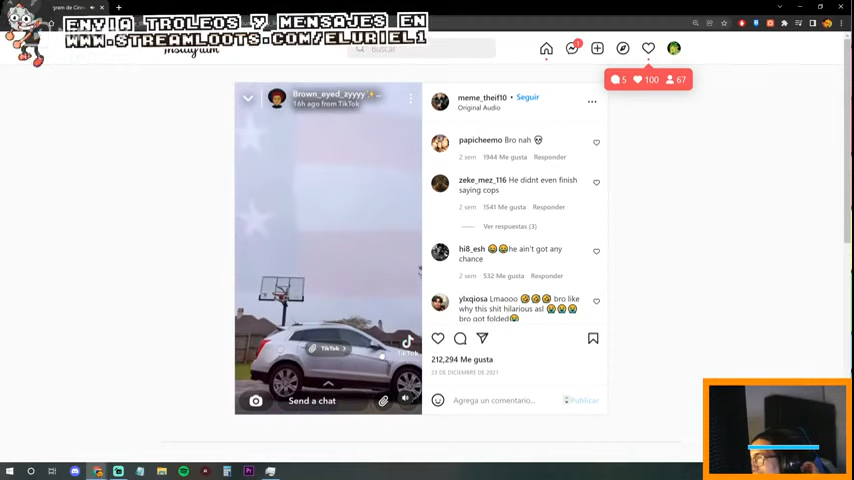 ENVIA TROLEOS Y MENSAJES EN
WWW.STREAMLOOTS.COM/ELURIEL1
Instagram
Buscar
1
5 100 67
Brown_eyed_zyyyy ✨...
16h ago from TikTok
TikTok
TikTok
Send a chat
meme_theif10 • Seguir
Original Audio
papicheemo Bro nah 💀
2 sem 1944 Me gusta Responder
zeke_mez_116 He didnt even finish
saying cops
2 sem 1541 Me gusta Responder
Ver respuestas (3)
hi8_esh 😂😂he ain't got any
chance
2 sem 532 Me gusta Responder
ylxqiosa Lmaooo 🤣🤣🤣 bro like
why this shit hilarious asl 😭😭😭
bro got folded😭
212,294 Me gusta
23 DE DICIEMBRE DE 2021
Agrega un comentario...
Publicar